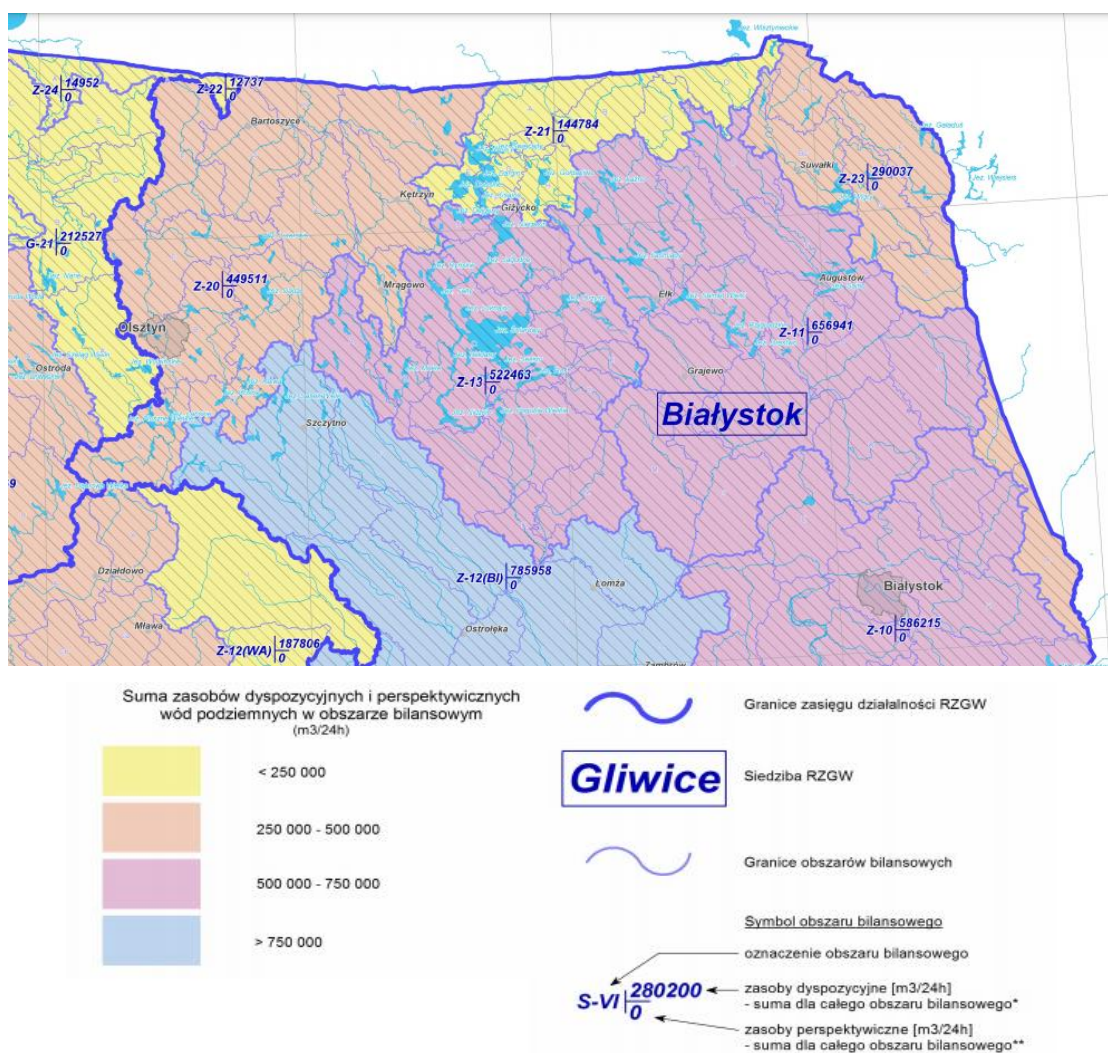 Jez. Wisztynieckie
Z-24 14952
0
Z-22 12737
0
Bartoszyce
Z-21 144784
0
Suwałki
Z-23 290037
0
Kętrzyn
Giżycko
G-21 212527
0
Z-20 449511
0
Mrągowo
Augustów
Ełk
Olsztyn
Z-11 656941
0
Ostróda
Z-13 522463
0
Grajewo
Białystok
Szczytno
Działdowo
Z-12(BI) 785958
0
Łomża
Białystok
Mława
Ostrołęka
Z-10 586215
0
Z-12(WA) 187806
0
Zambrów
Suma zasobów dyspozycyjnych i perspektywicznych
wód podziemnych w obszarze bilansowym
(m3/24h)
< 250 000
250 000 - 500 000
500 000 - 750 000
> 750 000
Granice zasięgu działalności RZGW
Gliwice
Siedziba RZGW
Granice obszarów bilansowych
Symbol obszaru bilansowego
oznaczenie obszaru bilansowego
S-VI 280200
0
zasoby dyspozycyjne [m3/24h]
- suma dla całego obszaru bilansowego*
zasoby perspektywiczne [m3/24h]
- suma dla całego obszaru bilansowego**